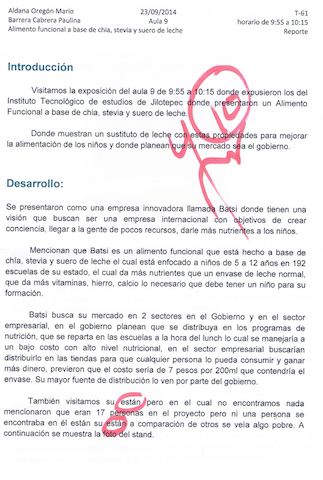 Aldana Oregón Mario 23/09/2014 T-61
Barrera Cabrera Paulina Aula 9 horario de 9:55 a 10:15
Alimento funcional a base de chía, stevia y suero de leche Reporte
Introducción
Visitamos la exposición del aula 9 de 9:55 a 10:15 donde expusieron los del
Instituto Tecnológico de estudios de Jilotepec donde presentaron un Alimento
Funcional a base de chía, stevia y suero de leche.
Donde muestran un sustituto de leche con estas propiedades para mejorar
la alimentación de los niños y donde planean que su mercado sea el gobierno.
Desarrollo:
Se presentaron como una empresa innovadora llamada Batsi donde tienen una
visión que buscan ser una empresa internacional con objetivos de crear
conciencia, llegar a la gente de pocos recursos, darle más nutrientes a los niños.
Mencionan que Batsi es un alimento funcional que está hecho a base de
chía, stevia y suero de leche el cual está enfocado a niños de 5 a 12 años en 192
escuelas de su estado, el cual da más nutrientes que un envase de leche normal,
que da más vitaminas, hierro, calcio lo necesario que debe tener un niño para su
formación.
Batsi busca su mercado en 2 sectores en el Gobierno y en el sector
empresarial, en el gobierno planean que se distribuya en los programas de
nutrición, que se reparta en las escuelas a la hora del lunch lo cual se manejaría a
un bajo costo con alto nivel nutricional, en el sector empresarial buscarían
distribuirlo en las tiendas para que cualquier persona lo pueda consumir y ganar
más dinero, previeron que el costo sería de 7 pesos por 200ml que contendría el
envase. Su mayor fuente de distribución lo ven por parte del gobierno.
También visitamos su están pero en el cual no encontramos nada
mencionaron que eran 17 personas en el proyecto pero ni una persona se
encontraba en él están su están a comparación de otros se veía algo pobre. A
continuación se muestra la foto del stand.